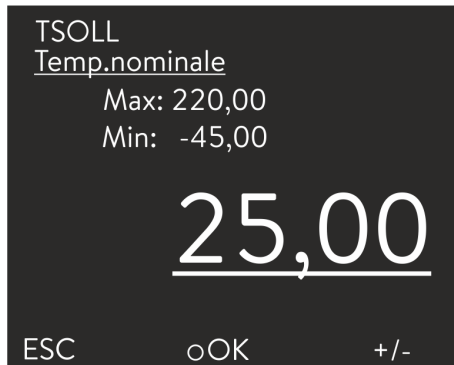 TSOLL
Temp.nominale
Max: 220,00
Min: -45,00
25,00
ESC ○OK +/-